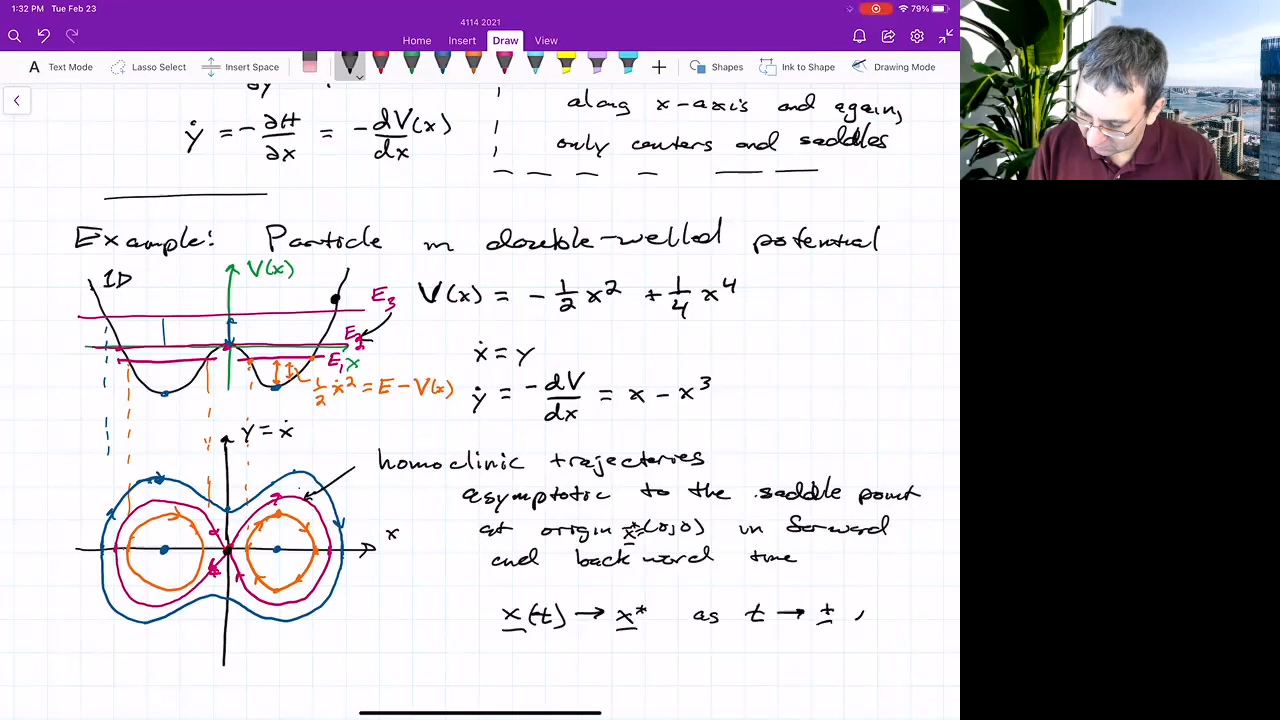 1:32 PM Tue Feb 23
79%
4114 2021
Home Insert Draw View
Text Mode Lasso Select Insert Space Shapes Ink to Shape Drawing Mode
∂y
ẏ = - ∂H/∂x = - dV(x)/dx
along x-axis and again,
only centers and saddles
Example: Particle in double-welled potential
1D
V(x)
E3
E2
E1 x
½ ẋ² = E - V(x)
V(x) = - ½ x² + ¼ x⁴
ẋ = y
ẏ = - dV/dx = x - x³
y = ẋ
x
homoclinic trajectories
asymptotic to the saddle point
at origin x*=(0,0) in forward
and backward time
x(t) → x* as t → ±